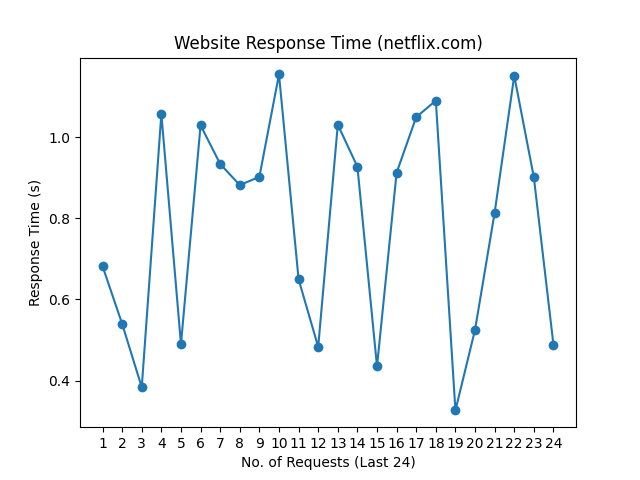 Website Response Time (netflix.com)
Response Time (s)
1.0
0.8
0.6
0.4
1 2 3 4 5 6 7 8 9 10 11 12 13 14 15 16 17 18 19 20 21 22 23 24
No. of Requests (Last 24)